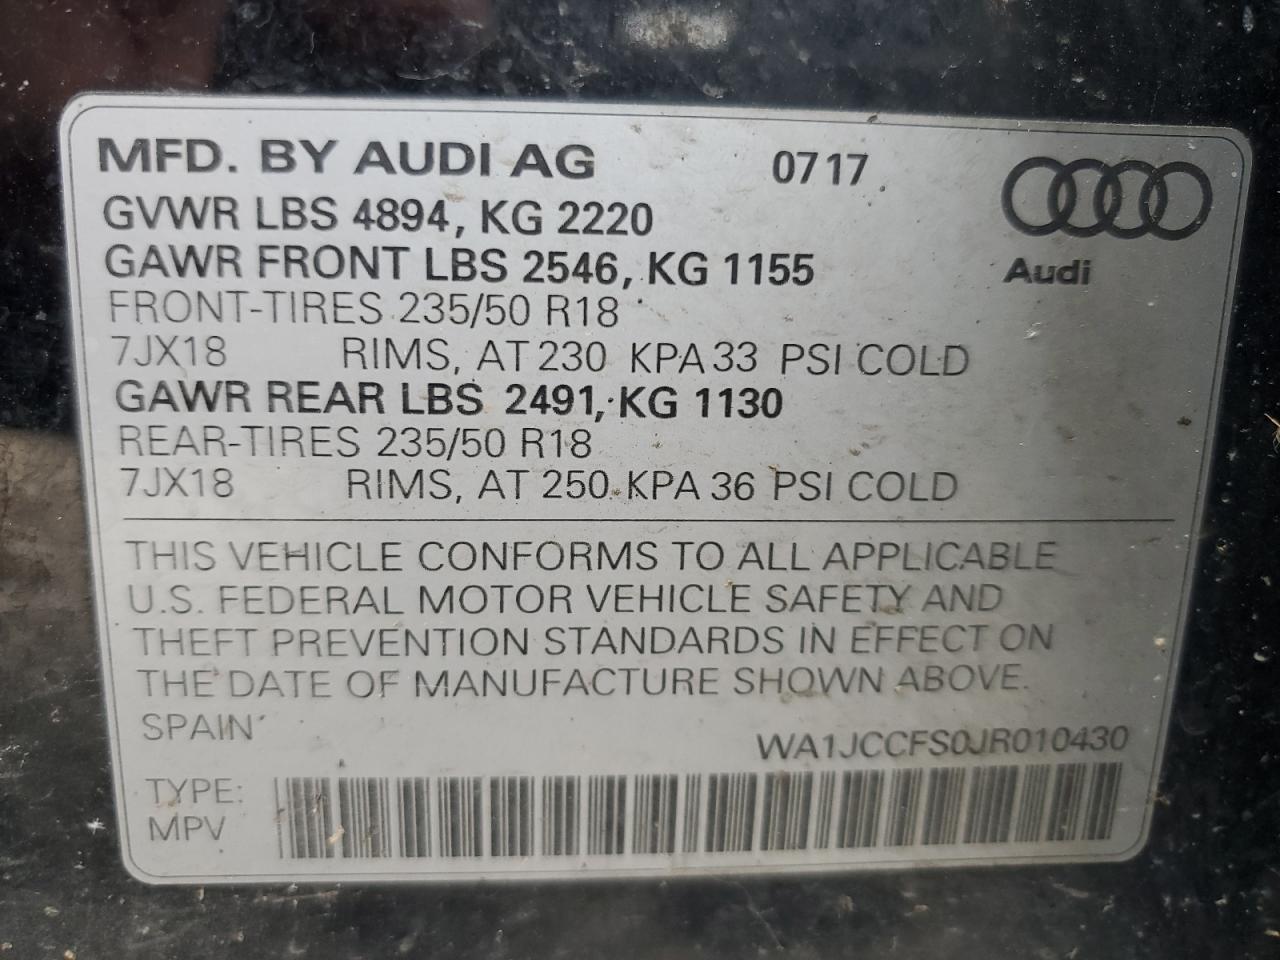 MFD. BY AUDI AG 0717
GVWR LBS 4894, KG 2220
GAWR FRONT LBS 2546, KG 1155
Audi
FRONT-TIRES 235/50 R18
7JX18 RIMS, AT 230 KPA 33 PSI COLD
GAWR REAR LBS 2491, KG 1130
REAR-TIRES 235/50 R18
7JX18 RIMS, AT 250 KPA 36 PSI COLD
THIS VEHICLE CONFORMS TO ALL APPLICABLE
U.S. FEDERAL MOTOR VEHICLE SAFETY AND
THEFT PREVENTION STANDARDS IN EFFECT ON
THE DATE OF MANUFACTURE SHOWN ABOVE.
SPAIN
WA1JCCFS0JR010430
TYPE:
MPV